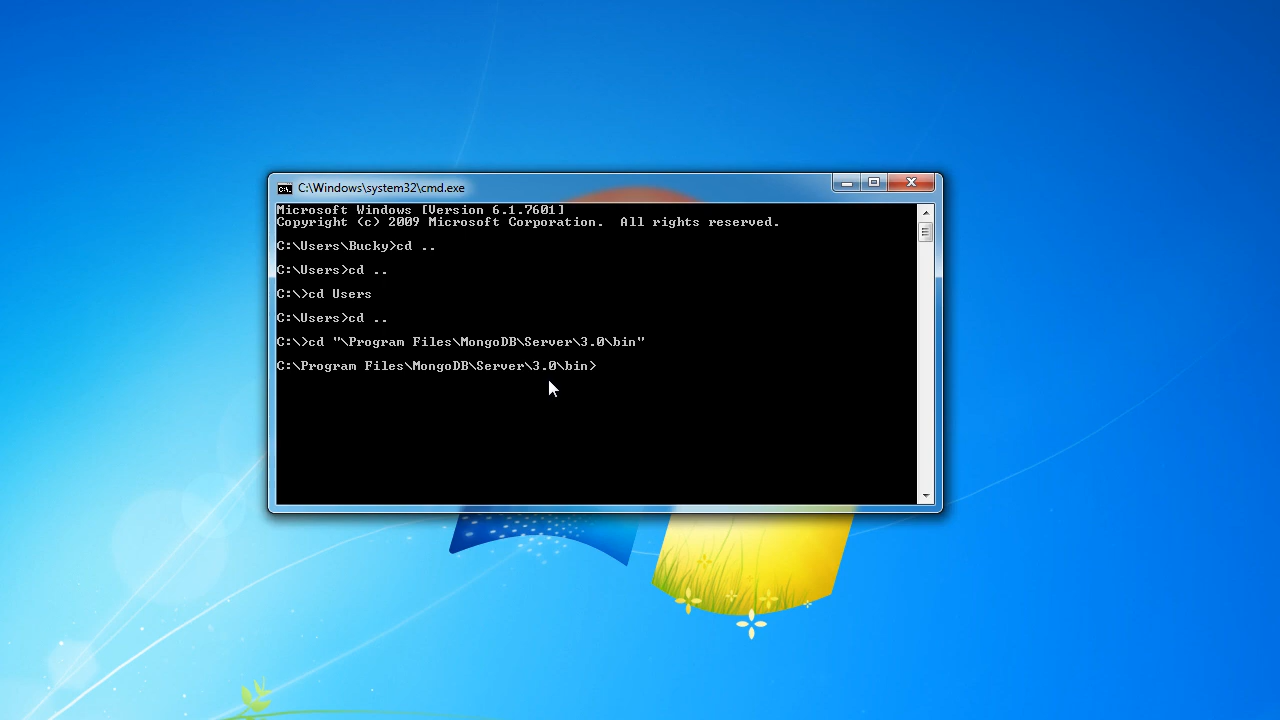 C:\Windows\system32\cmd.exe
Microsoft Windows [Version 6.1.7601]
Copyright (c) 2009 Microsoft Corporation.  All rights reserved.
C:\Users\Bucky>cd ..
C:\Users>cd ..
C:\>cd Users
C:\Users>cd ..
C:\>cd "\Program Files\MongoDB\Server\3.0\bin"
C:\Program Files\MongoDB\Server\3.0\bin>